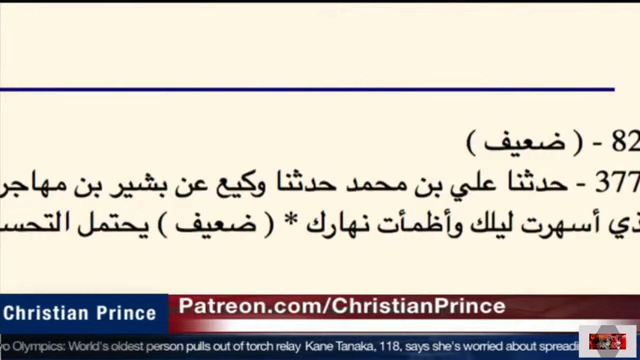 82 - ( ضعيف )
377 - حدثنا علي بن محمد حدثنا وكيع عن بشير بن مهاجر
ذي أسهرت ليلك وأظمأت نهارك * ( ضعيف ) يحتمل التحس
Patreon.com/ChristianPrince
Christian Prince
yo Olympics: World's oldest person pulls out of torch relay Kane Tanaka, 118, says she's worried about spreadi